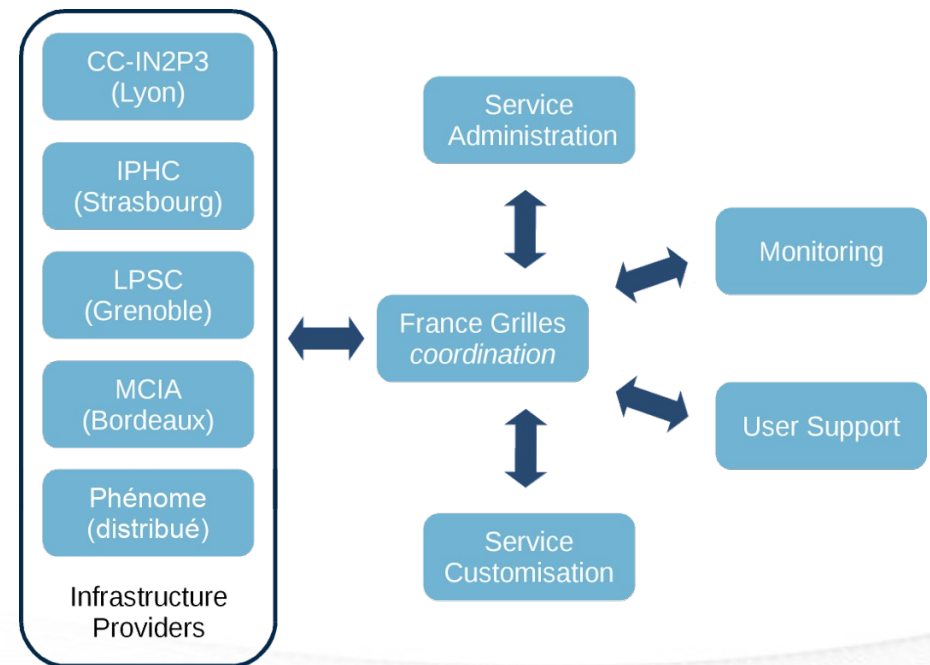 CC-IN2P3
(Lyon)
IPHC
(Strasbourg)
LPSC
(Grenoble)
MCIA
(Bordeaux)
Phénome
(distribué)
Infrastructure
Providers
Service
Administration
France Grilles
coordination
Service
Customisation
Monitoring
User Support